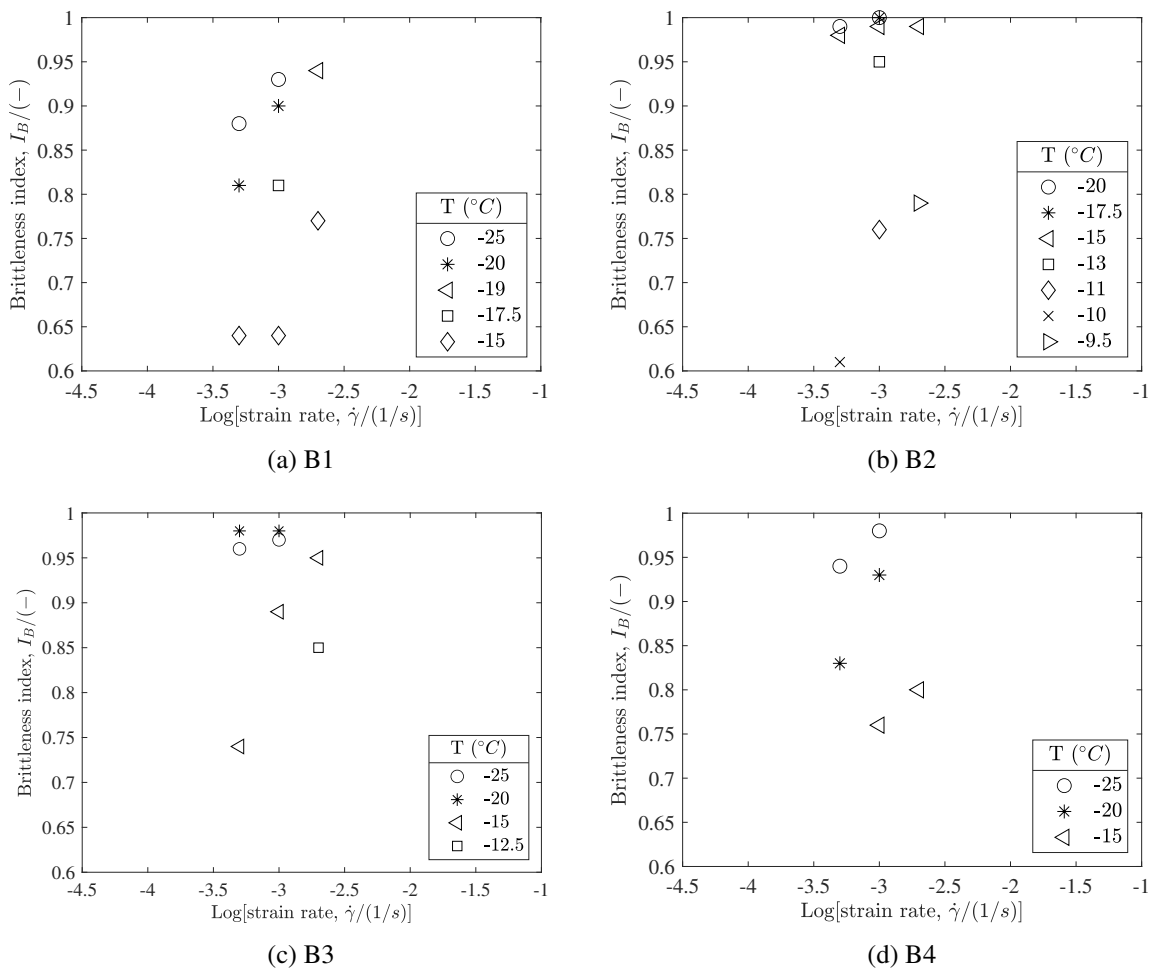 1
0.95
0.9
0.85
0.8
0.75
0.7
0.65
0.6
Brittleness index, I_B/(−)
T (°C)
-25
-20
-19
-17.5
-15
-4.5 -4 -3.5 -3 -2.5 -2 -1.5 -1
Log[strain rate, γ̇/(1/s)]
(a) B1
1
0.95
0.9
0.85
0.8
0.75
0.7
0.65
0.6
Brittleness index, I_B/(−)
T (°C)
-20
-17.5
-15
-13
-11
-10
-9.5
-4.5 -4 -3.5 -3 -2.5 -2 -1.5 -1
Log[strain rate, γ̇/(1/s)]
(b) B2
1
0.95
0.9
0.85
0.8
0.75
0.7
0.65
0.6
Brittleness index, I_B/(−)
T (°C)
-25
-20
-15
-12.5
-4.5 -4 -3.5 -3 -2.5 -2 -1.5 -1
Log[strain rate, γ̇/(1/s)]
(c) B3
1
0.95
0.9
0.85
0.8
0.75
0.7
0.65
0.6
Brittleness index, I_B/(−)
T (°C)
-25
-20
-15
-4.5 -4 -3.5 -3 -2.5 -2 -1.5 -1
Log[strain rate, γ̇/(1/s)]
(d) B4